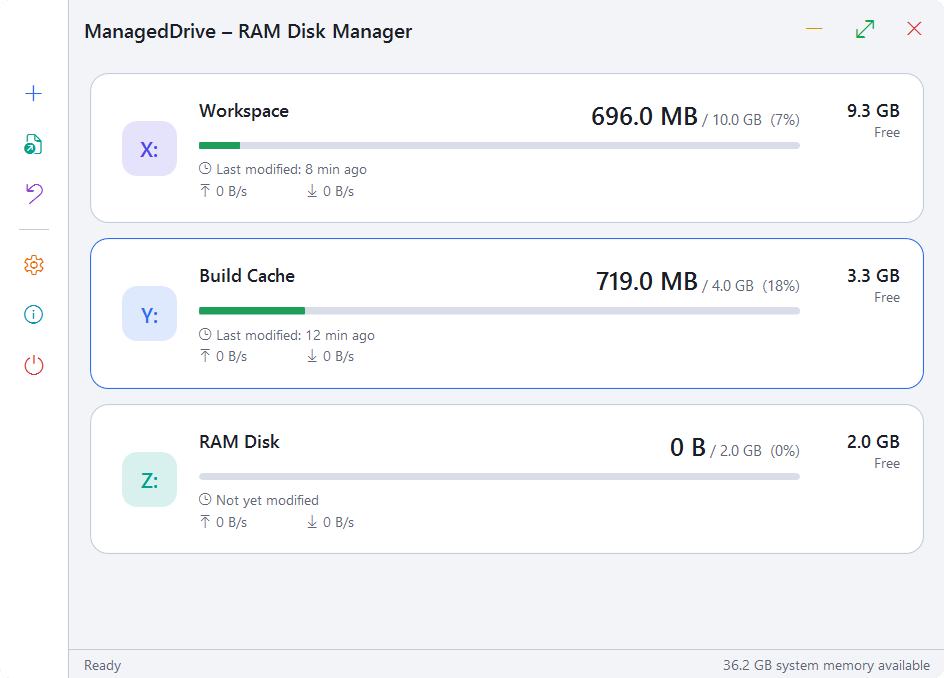 ManagedDrive – RAM Disk Manager
X:
Workspace
696.0 MB / 10.0 GB (7%)
9.3 GB
Free
Last modified: 8 min ago
0 B/s 0 B/s
Y:
Build Cache
719.0 MB / 4.0 GB (18%)
3.3 GB
Free
Last modified: 12 min ago
0 B/s 0 B/s
Z:
RAM Disk
0 B / 2.0 GB (0%)
2.0 GB
Free
Not yet modified
0 B/s 0 B/s
Ready
36.2 GB system memory available